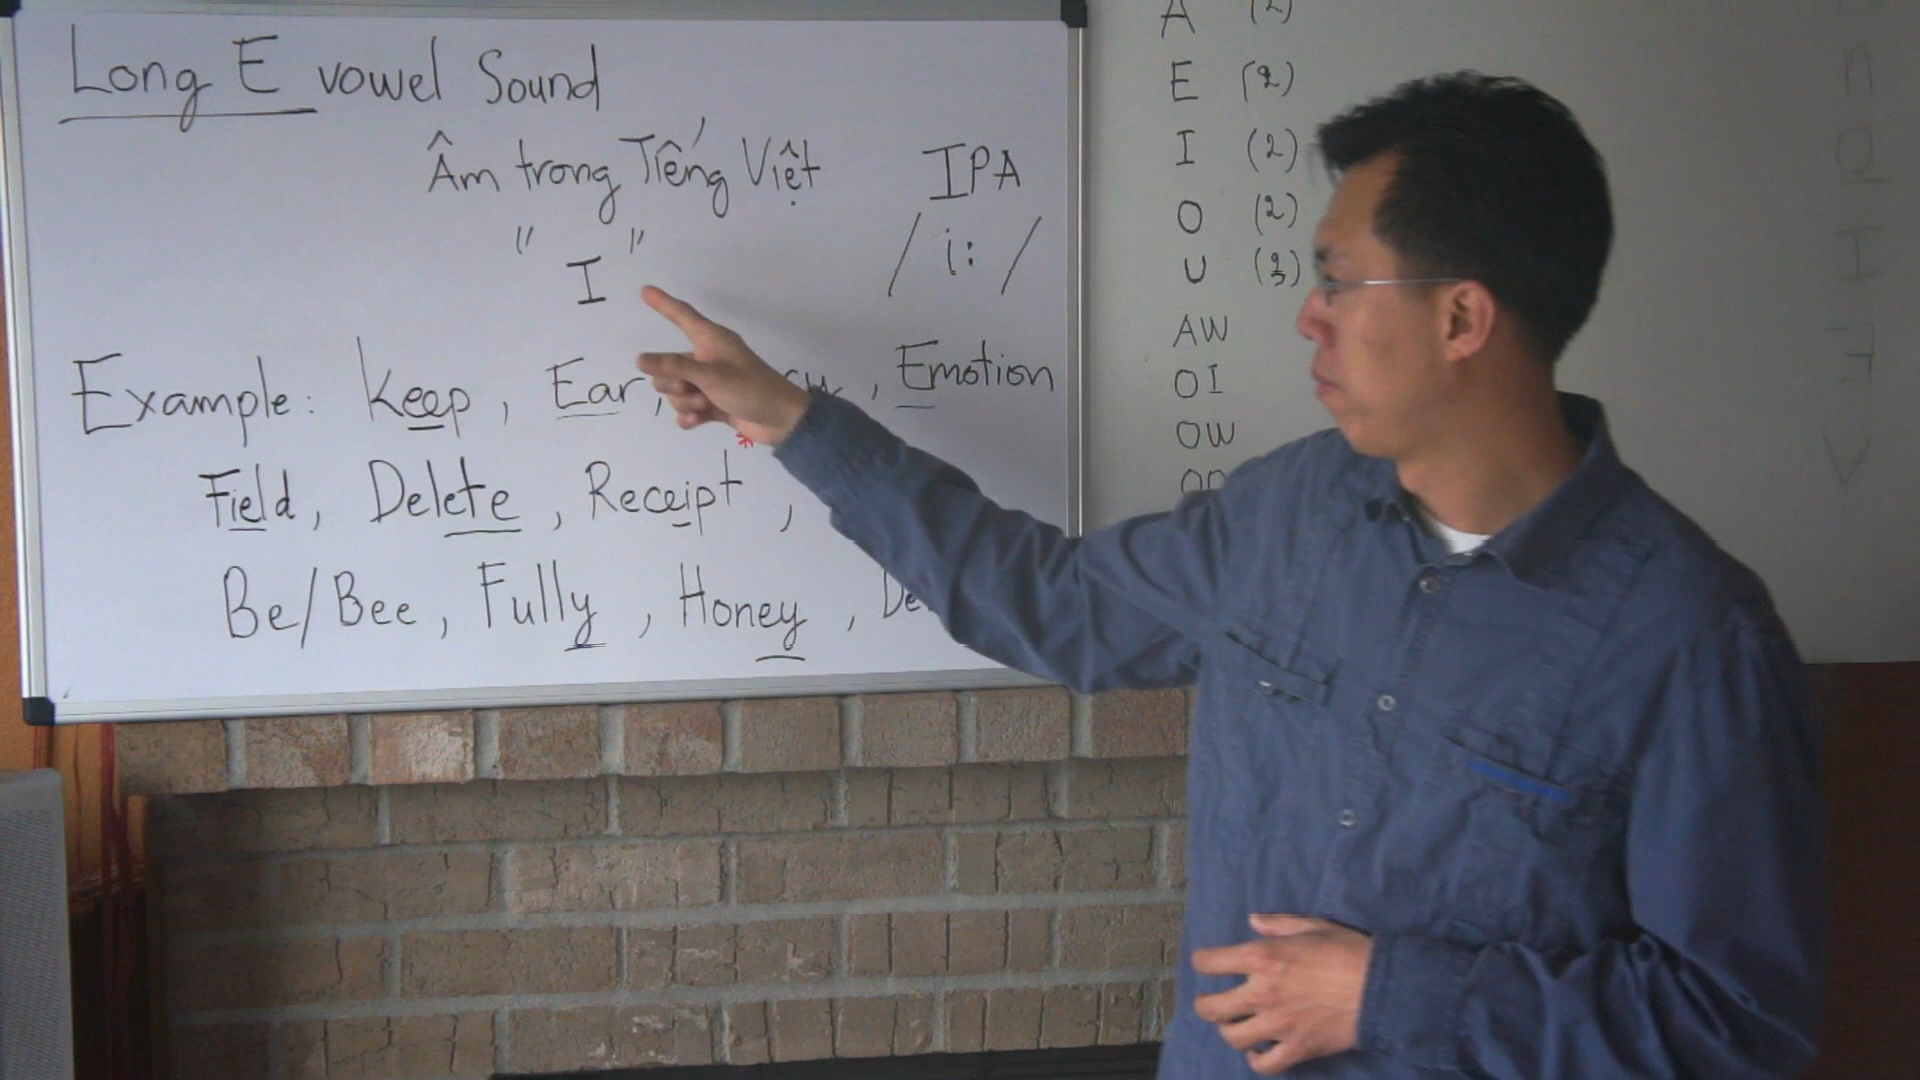 Long E vowel Sound
Âm trong Tiếng Việt
" I "
IPA
/ i: /
Example: Keep, Ear, , Emotion
Field, Delete, Receipt,
Be/Bee, Fully, Honey,
A (2)
E (2)
I (2)
O (2)
U (3)
AW
OI
OW